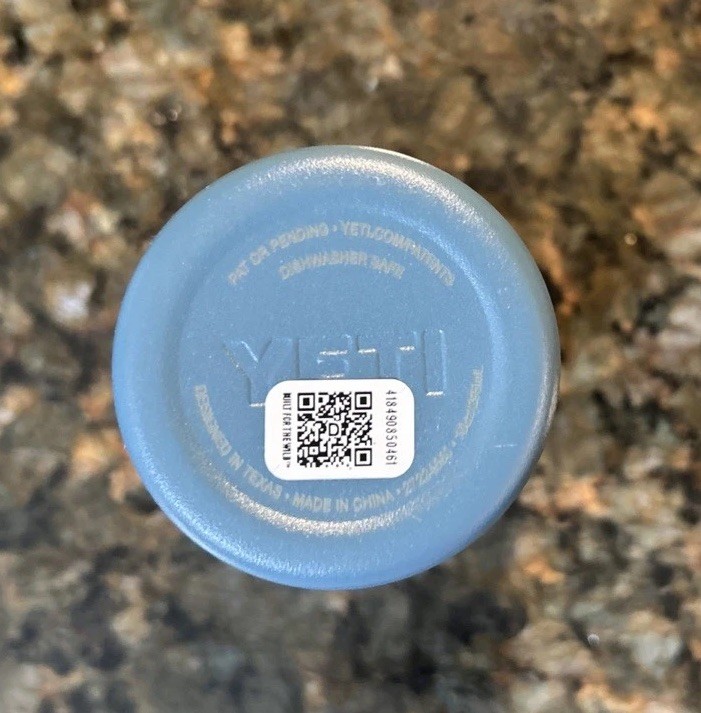 PAT OR PENDING • YETI.COM/PATENTS
DISHWASHER SAFE
YETI
BUILT FOR THE WILD™
418490850461
DESIGNED IN TEXAS • MADE IN CHINA •